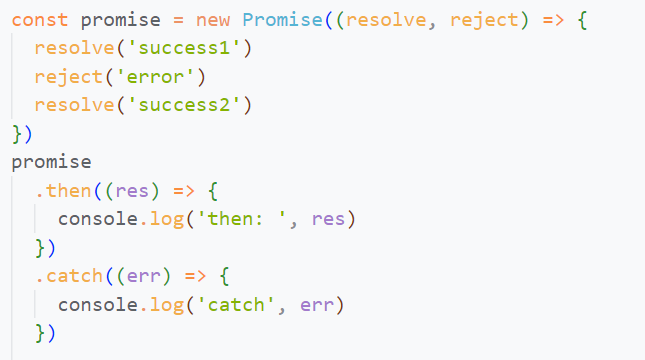 const promise = new Promise((resolve, reject) => {
  resolve('success1')
  reject('error')
  resolve('success2')
})
promise
  .then((res) => {
    console.log('then: ', res)
  })
  .catch((err) => {
    console.log('catch', err)
  })